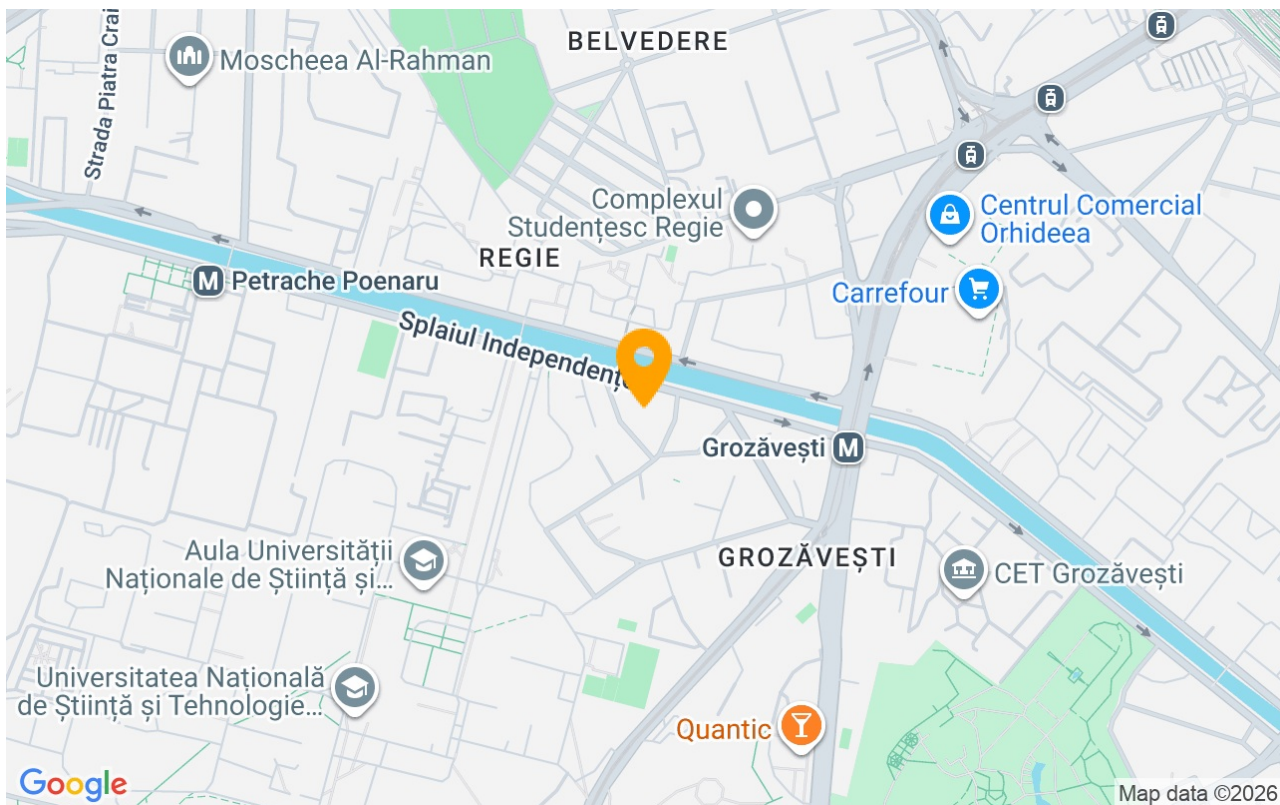 BELVEDERE
Moscheea Al-Rahman
Strada Piatra Crai
Complexul
Studențesc Regie
Centrul Comercial
Orhideea
REGIE
M Petrache Poenaru
Carrefour
Splaiul Independențe
Grozăvești M
Aula Universității
Naționale de Știință și...
GROZĂVEȘTI
CET Grozăvești
Universitatea Națională
de Știință și Tehnologie...
Quantic
Google
Map data ©2026